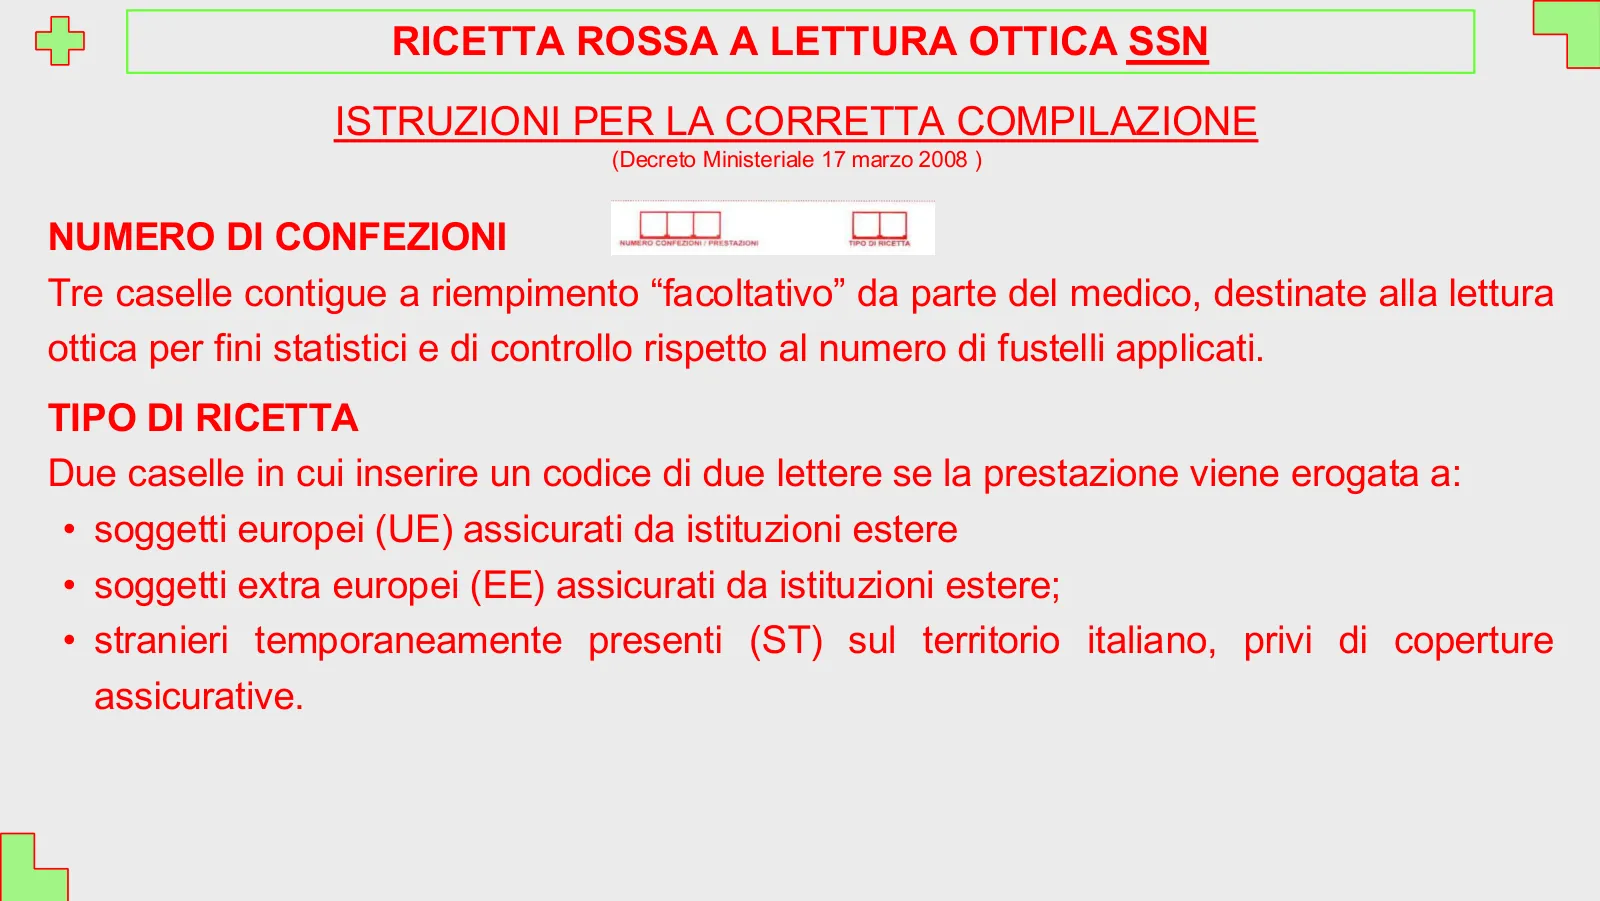 RICETTA ROSSA A LETTURA OTTICA SSN
ISTRUZIONI PER LA CORRETTA COMPILAZIONE
(Decreto Ministeriale 17 marzo 2008 )
NUMERO DI CONFEZIONI
NUMERO CONFEZIONI / PRESTAZIONI
TIPO DI RICETTA
Tre caselle contigue a riempimento “facoltativo” da parte del medico, destinate alla lettura
ottica per fini statistici e di controllo rispetto al numero di fustelli applicati.
TIPO DI RICETTA
Due caselle in cui inserire un codice di due lettere se la prestazione viene erogata a:
• soggetti europei (UE) assicurati da istituzioni estere
• soggetti extra europei (EE) assicurati da istituzioni estere;
• stranieri temporaneamente presenti (ST) sul territorio italiano, privi di coperture
assicurative.